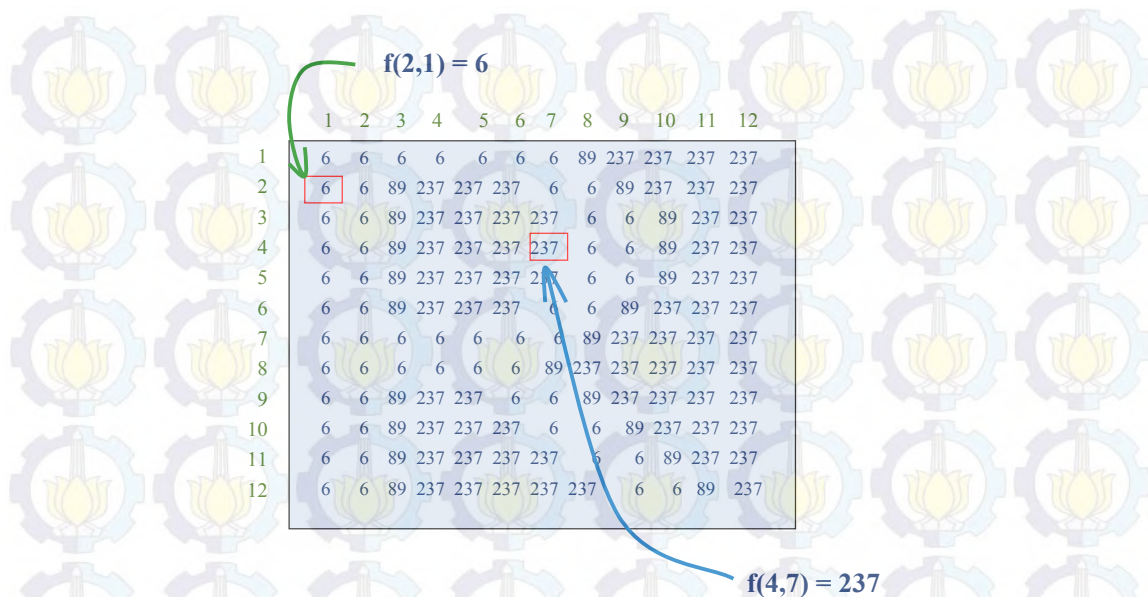 f(2,1) = 6
1 2 3 4 5 6 7 8 9 10 11 12
1 6 6 6 6 6 6 6 89 237 237 237 237
2 6 6 89 237 237 237 6 6 89 237 237 237
3 6 6 89 237 237 237 237 6 6 89 237 237
4 6 6 89 237 237 237 237 6 6 89 237 237
5 6 6 89 237 237 237 237 6 6 89 237 237
6 6 6 89 237 237 237 6 6 89 237 237 237
7 6 6 6 6 6 6 6 89 237 237 237 237
8 6 6 6 6 6 6 89 237 237 237 237 237
9 6 6 89 237 237 6 6 89 237 237 237 237
10 6 6 89 237 237 237 6 6 89 237 237 237
11 6 6 89 237 237 237 237 6 6 89 237 237
12 6 6 89 237 237 237 237 237 6 6 89 237
f(4,7) = 237